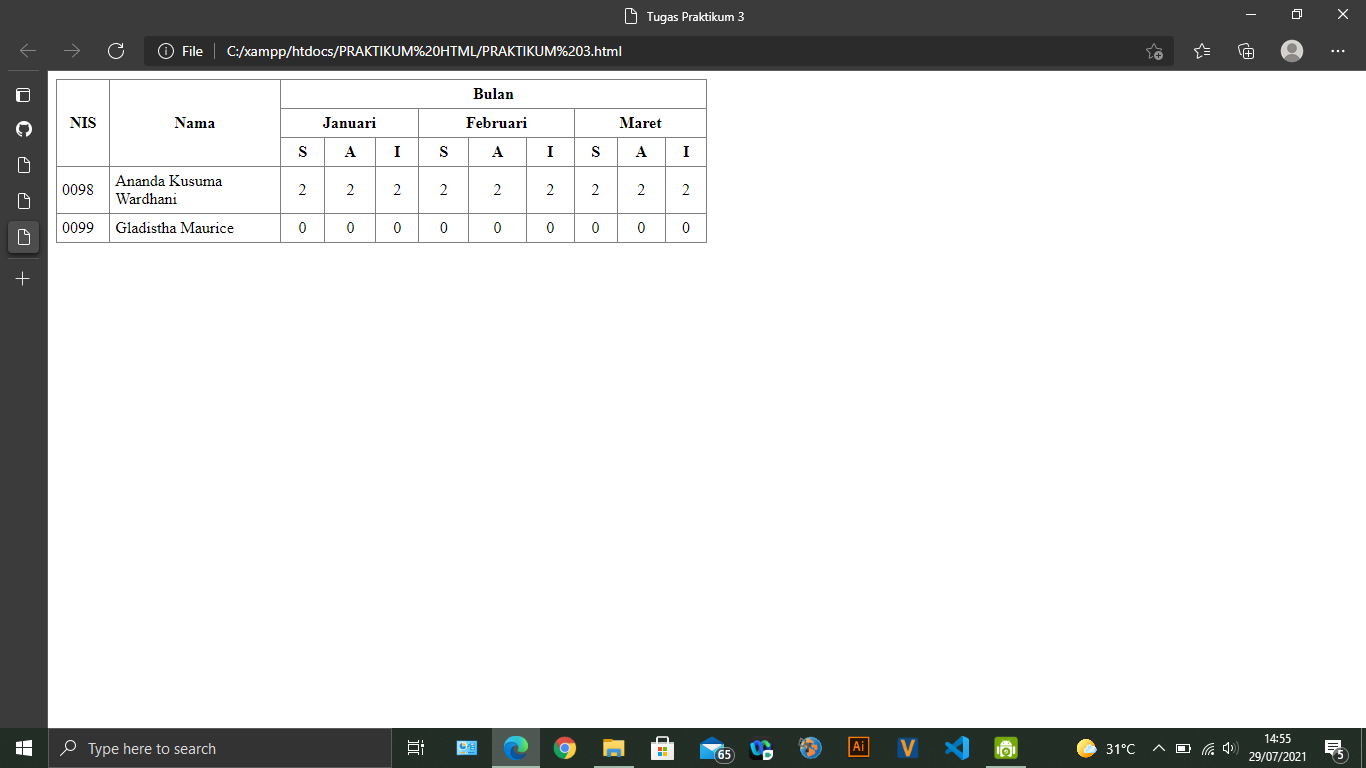 Tugas Praktikum 3
File C:/xampp/htdocs/PRAKTIKUM%20HTML/PRAKTIKUM%203.html
NIS Nama Bulan
Januari Februari Maret
S A I S A I S A I
0098 Ananda Kusuma Wardhani 2 2 2 2 2 2 2 2 2
0099 Gladistha Maurice 0 0 0 0 0 0 0 0 0
Type here to search
65
Ai
31°C
14:55
29/07/2021
5